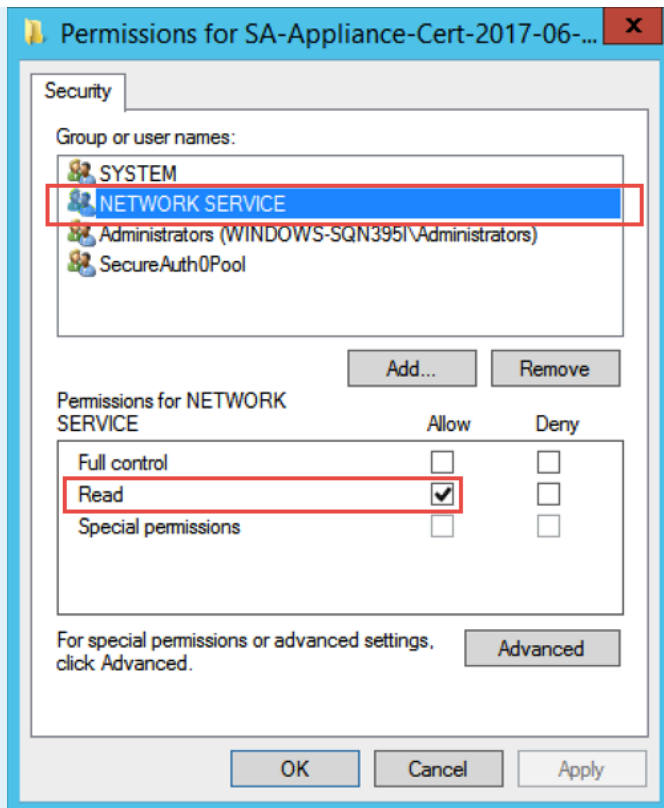 Permissions for SA-Appliance-Cert-2017-06-...
x
Security
Group or user names:
SYSTEM
NETWORK SERVICE
Administrators (WINDOWS-SQN395I\Administrators)
SecureAuth0Pool
Add...
Remove
Permissions for NETWORK
SERVICE
Allow
Deny
Full control
Read
Special permissions
For special permissions or advanced settings,
click Advanced.
Advanced
OK
Cancel
Apply